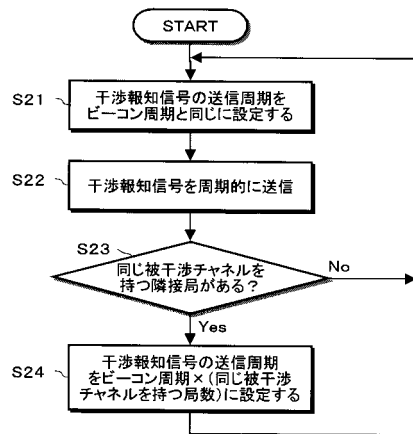 START
S21
干渉報知信号の送信周期を
ビーコン周期と同じに設定する
S22
干渉報知信号を周期的に送信
S23
同じ被干渉チャネルを
持つ隣接局がある？
No
Yes
S24
干渉報知信号の送信周期
をビーコン周期×(同じ被干渉
チャネルを持つ局数)に設定する